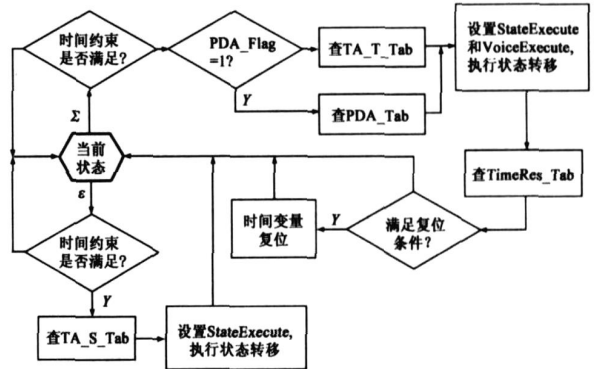 时间约束
是否满足?
PDA_Flag
=1?
查TA_T_Tab
设置StateExecute
和VoiceExecute,
执行状态转移
Y
查PDA_Tab
Σ
当前
状态
ε
查TimeRes_Tab
时间变量
复位
Y
满足复位
条件?
时间约束
是否满足?
Y
查TA_S_Tab
设置StateExecute,
执行状态转移